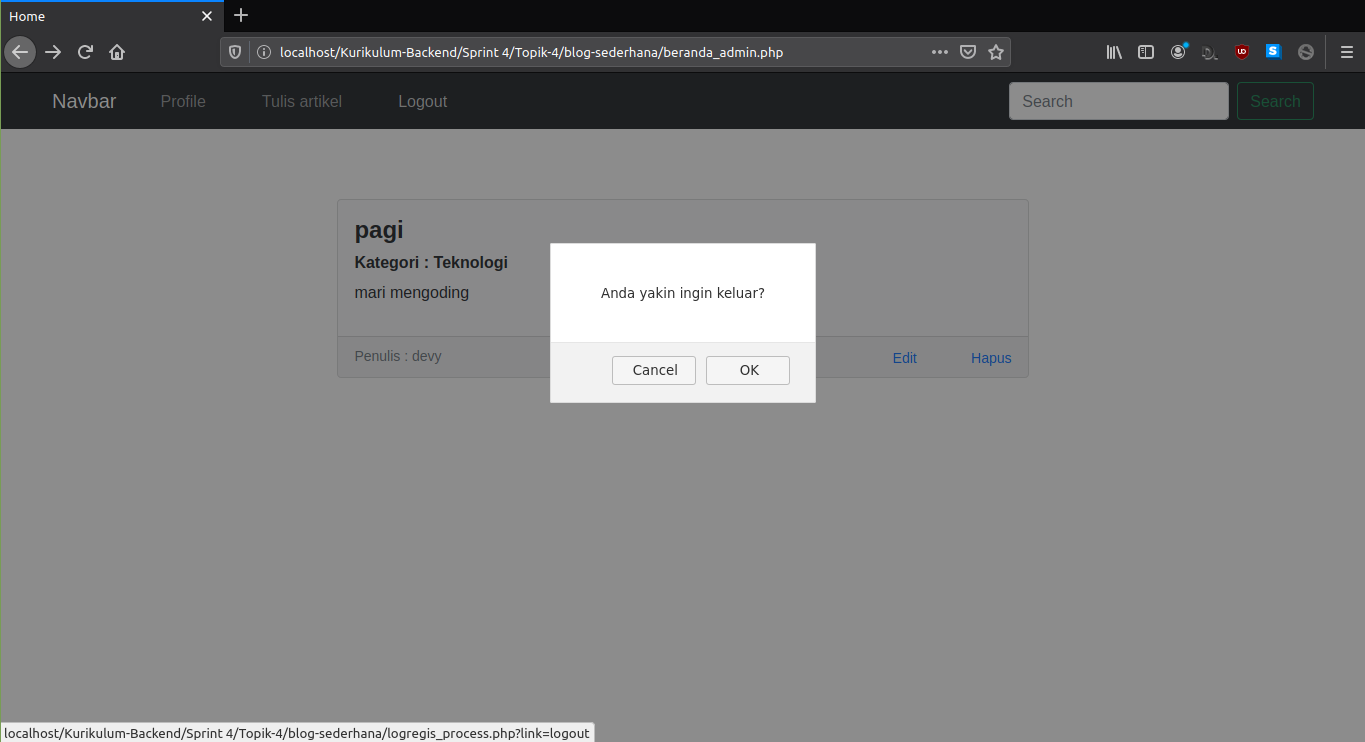 Home
localhost/Kurikulum-Backend/Sprint 4/Topik-4/blog-sederhana/beranda_admin.php
Navbar Profile Tulis artikel Logout Search Search
pagi
Kategori : Teknologi
mari mengoding
Penulis : devy Edit Hapus
Anda yakin ingin keluar?
Cancel OK
localhost/Kurikulum-Backend/Sprint 4/Topik-4/blog-sederhana/logregis_process.php?link=logout